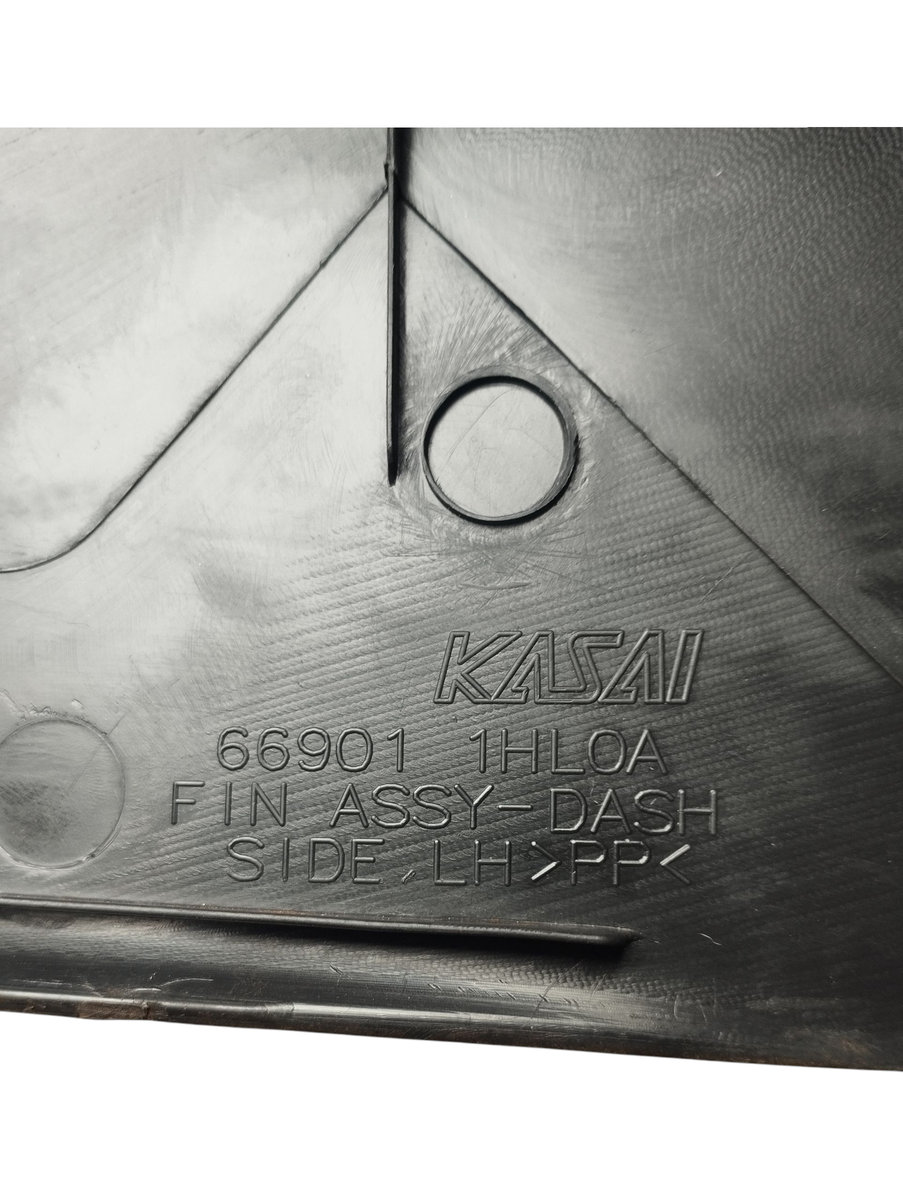 KASAI
66901 1HL0A
FIN ASSY-DASH
SIDE,LH>PP<